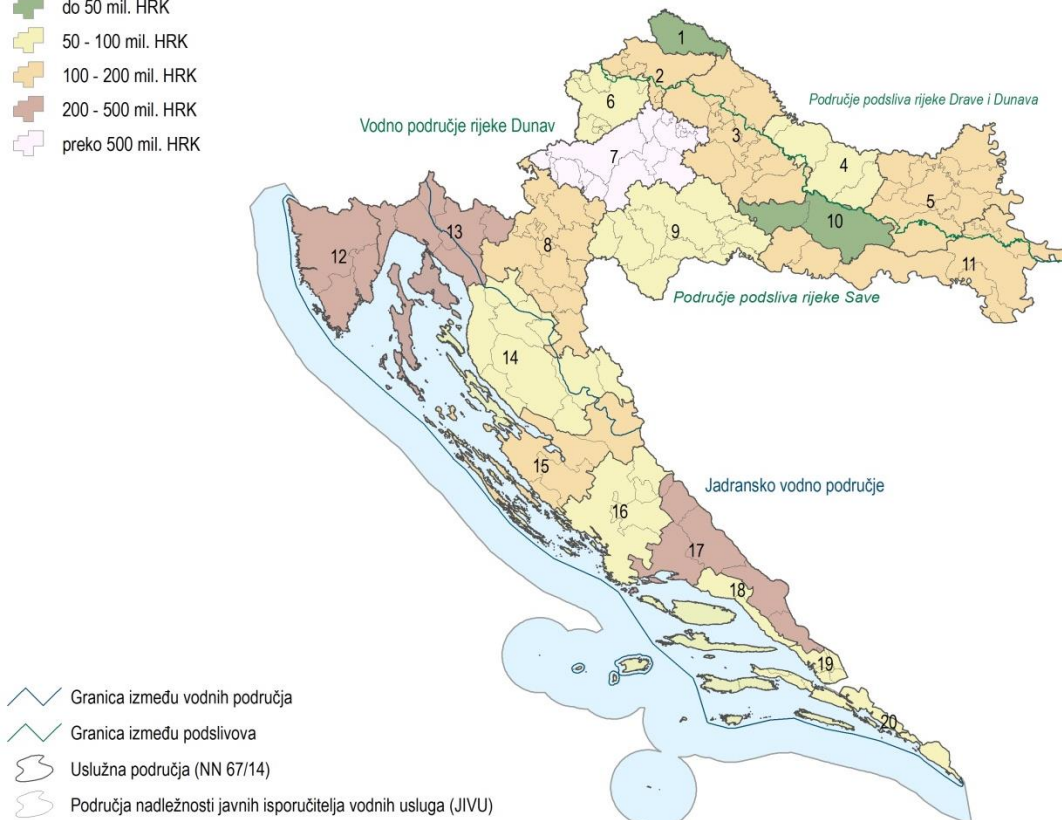 do 50 mil. HRK
50 - 100 mil. HRK
100 - 200 mil. HRK
200 - 500 mil. HRK
preko 500 mil. HRK
1
2
Područje podsliva rijeke Drave i Dunava
6
Vodno područje rijeke Dunav
3
7
4
5
10
9
13
8
12
11
Područje podsliva rijeke Save
14
15
Jadransko vodno područje
16
17
18
19
20
Granica između vodnih područja
Granica između podslivova
Uslužna područja (NN 67/14)
Područja nadležnosti javnih isporučitelja vodnih usluga (JIVU)